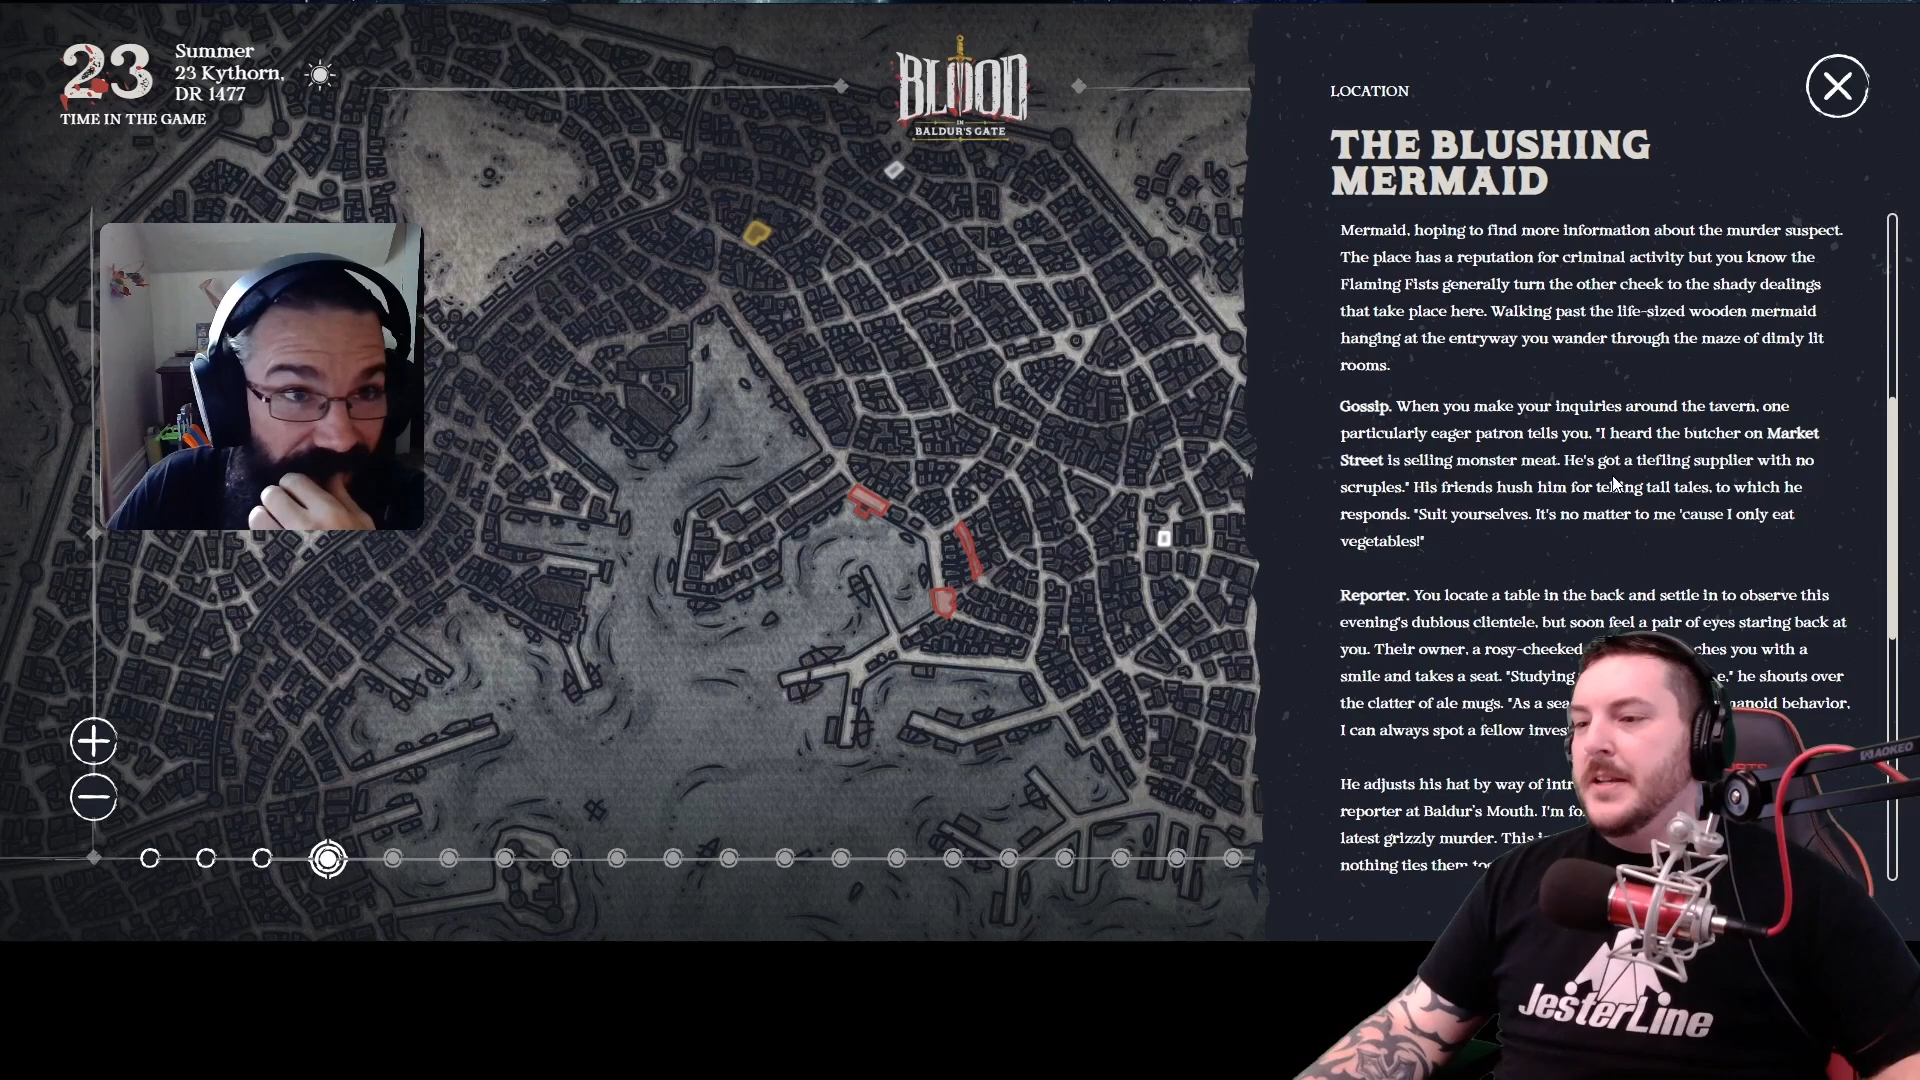 23
Summer
23 Kythorn,
DR 1477
TIME IN THE GAME
BLOOD
IN
BALDUR'S GATE
LOCATION
THE BLUSHING
MERMAID
Mermaid, hoping to find more information about the murder suspect.
The place has a reputation for criminal activity but you know the
Flaming Fists generally turn the other cheek to the shady dealings
that take place here. Walking past the life-sized wooden mermaid
hanging at the entryway you wander through the maze of dimly lit
rooms.
Gossip. When you make your inquiries around the tavern, one
particularly eager patron tells you, "I heard the butcher on Market
Street is selling monster meat. He's got a tiefling supplier with no
scruples." His friends hush him for telling tall tales, to which he
responds. "Suit yourselves. It's no matter to me 'cause I only eat
vegetables!"
Reporter. You locate a table in the back and settle in to observe this
evening's dubious clientele, but soon feel a pair of eyes staring back at
you. Their owner, a rosy-cheeked ches you with a
smile and takes a seat. "Studying e," he shouts over
the clatter of ale mugs. "As a sea manoid behavior,
I can always spot a fellow inves
He adjusts his hat by way of intr
reporter at Baldur's Mouth. I'm fo
latest grizzly murder. This i
nothing ties them tog
MAONO
JesterLine